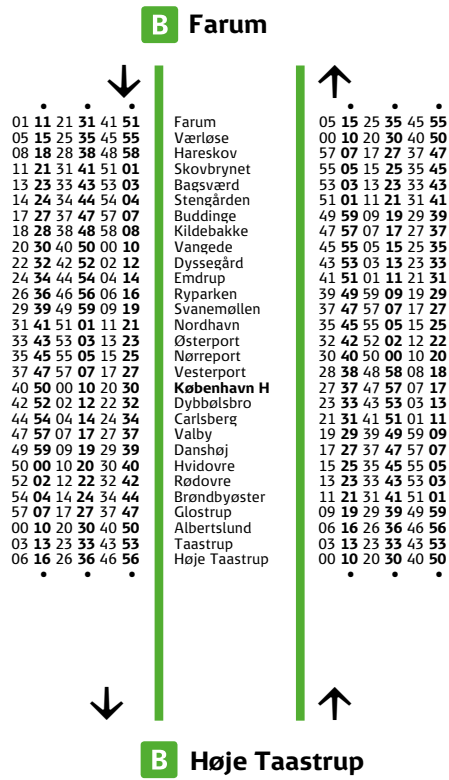 B Farum
• • • • • •
01 11 21 31 41 51 Farum 05 15 25 35 45 55
05 15 25 35 45 55 Værløse 00 10 20 30 40 50
08 18 28 38 48 58 Hareskov 57 07 17 27 37 47
11 21 31 41 51 01 Skovbrynet 55 05 15 25 35 45
13 23 33 43 53 03 Bagsværd 53 03 13 23 33 43
14 24 34 44 54 04 Stengården 51 01 11 21 31 41
17 27 37 47 57 07 Buddinge 49 59 09 19 29 39
18 28 38 48 58 08 Kildebakke 47 57 07 17 27 37
20 30 40 50 00 10 Vangede 45 55 05 15 25 35
22 32 42 52 02 12 Dyssegård 43 53 03 13 23 33
24 34 44 54 04 14 Emdrup 41 51 01 11 21 31
26 36 46 56 06 16 Ryparken 39 49 59 09 19 29
29 39 49 59 09 19 Svanemøllen 37 47 57 07 17 27
31 41 51 01 11 21 Nordhavn 35 45 55 05 15 25
33 43 53 03 13 23 Østerport 32 42 52 02 12 22
35 45 55 05 15 25 Nørreport 30 40 50 00 10 20
37 47 57 07 17 27 Vesterport 28 38 48 58 08 18
40 50 00 10 20 30 København H 27 37 47 57 07 17
42 52 02 12 22 32 Dybbølsbro 23 33 43 53 03 13
44 54 04 14 24 34 Carlsberg 21 31 41 51 01 11
47 57 07 17 27 37 Valby 19 29 39 49 59 09
49 59 09 19 29 39 Danshøj 17 27 37 47 57 07
50 00 10 20 30 40 Hvidovre 15 25 35 45 55 05
52 02 12 22 32 42 Rødovre 13 23 33 43 53 03
54 04 14 24 34 44 Brøndbyøster 11 21 31 41 51 01
57 07 17 27 37 47 Glostrup 09 19 29 39 49 59
00 10 20 30 40 50 Albertslund 06 16 26 36 46 56
03 13 23 33 43 53 Taastrup 03 13 23 33 43 53
06 16 26 36 46 56 Høje Taastrup 00 10 20 30 40 50
• • • • • •
B Høje Taastrup